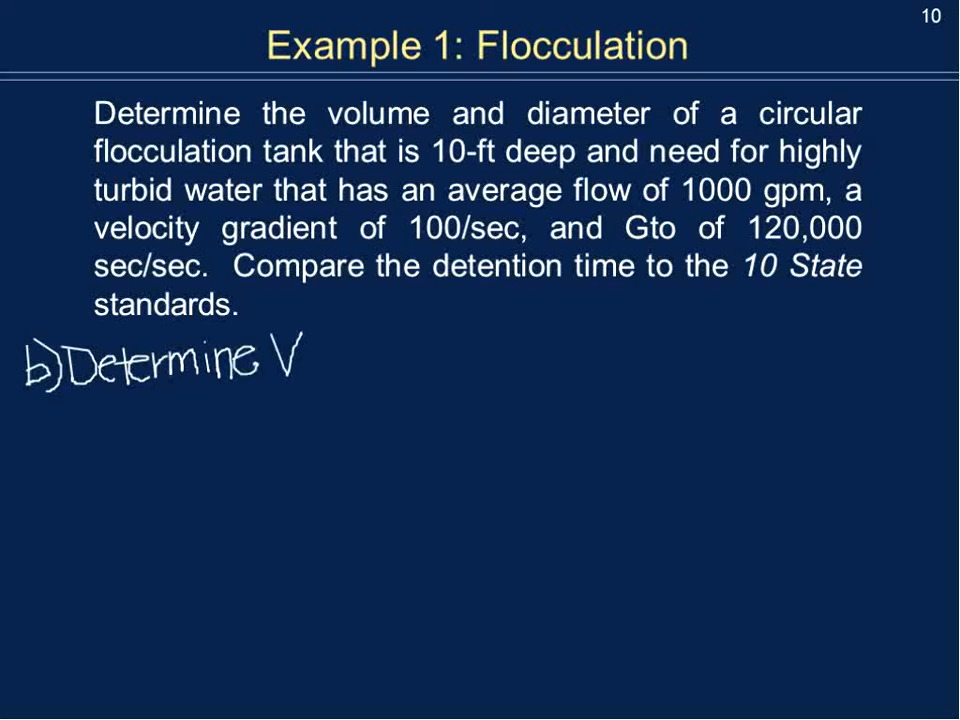 10
Example 1: Flocculation
Determine the volume and diameter of a circular
flocculation tank that is 10-ft deep and need for highly
turbid water that has an average flow of 1000 gpm, a
velocity gradient of 100/sec, and Gto of 120,000
sec/sec. Compare the detention time to the 10 State
standards.
b) Determine V